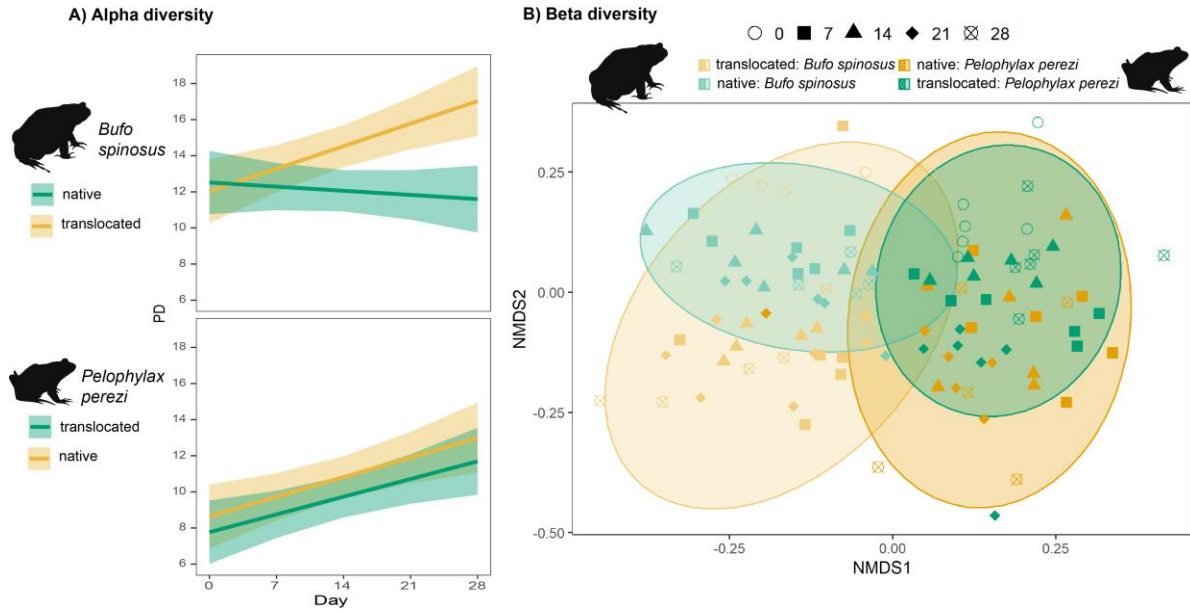 A) Alpha diversity
Bufo
spinosus
native
translocated
Pelophylax
perezi
translocated
native
PD
18
16
14
12
10
8
6
18
16
14
12
10
8
6
0 7 14 21 28
Day
B) Beta diversity
0 7 14 21 28
translocated: Bufo spinosus native: Pelophylax perezi
native: Bufo spinosus translocated: Pelophylax perezi
NMDS2
0.25
0.00
-0.25
-0.50
-0.25 0.00 0.25
NMDS1